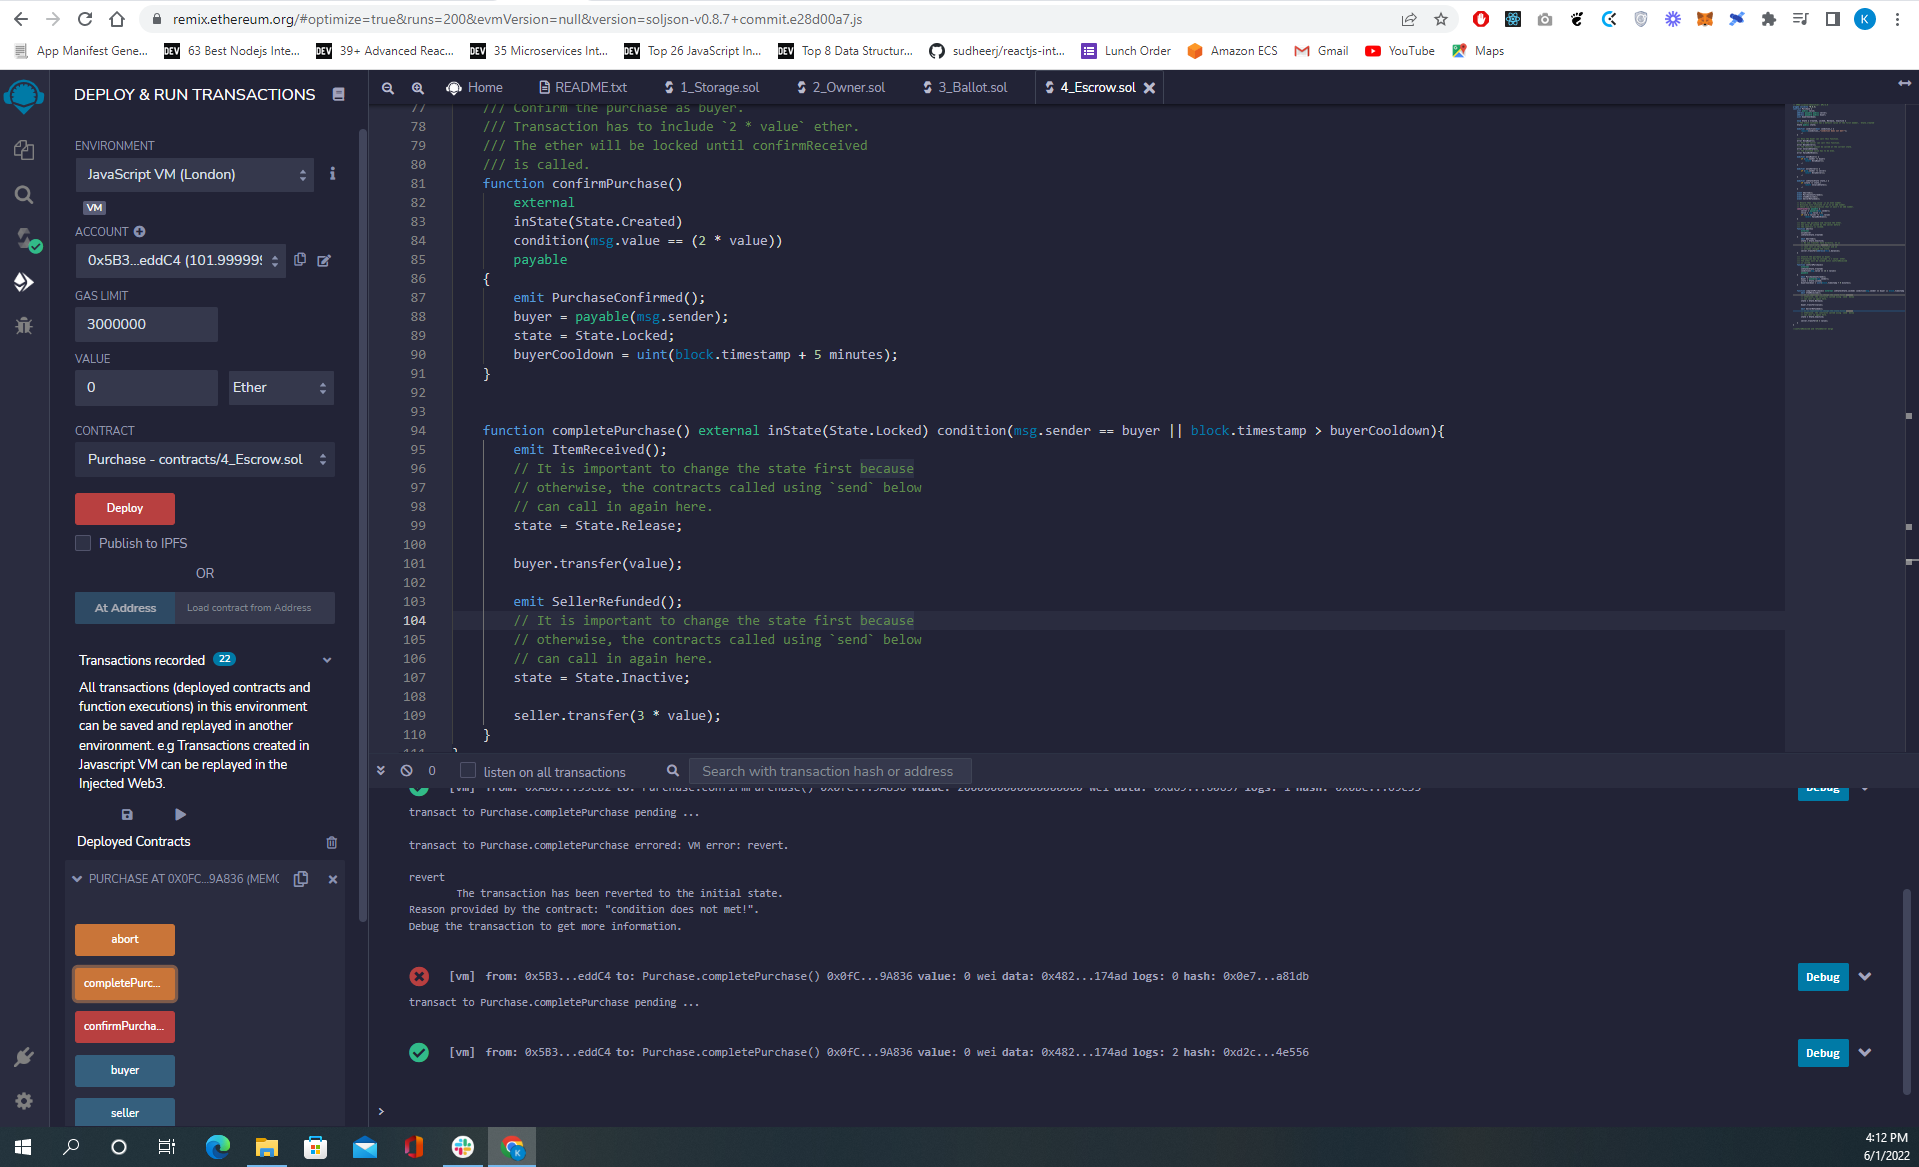 remix.ethereum.org/#optimize=true&runs=200&evmVersion=null&version=soljson-v0.8.7+commit.e28d00a7.js
K
App Manifest Gene...
DEV 63 Best Nodejs Inte...
DEV 39+ Advanced Reac...
DEV 35 Microservices Int...
DEV Top 26 JavaScript In...
DEV Top 8 Data Structur...
sudheerj/reactjs-int...
Lunch Order
Amazon ECS
Gmail
YouTube
Maps
DEPLOY & RUN TRANSACTIONS
ENVIRONMENT
JavaScript VM (London)
VM
ACCOUNT
0x5B3...eddC4 (101.999999
GAS LIMIT
3000000
VALUE
0
Ether
CONTRACT
Purchase - contracts/4_Escrow.sol
Deploy
Publish to IPFS
OR
At Address
Load contract from Address
Transactions recorded 22
All transactions (deployed contracts and
function executions) in this environment
can be saved and replayed in another
environment. e.g Transactions created in
Javascript VM can be replayed in the
Injected Web3.
Deployed Contracts
PURCHASE AT 0X0FC...9A836 (MEMO
abort
completePurc...
confirmPurcha...
buyer
seller
Home
README.txt
1_Storage.sol
2_Owner.sol
3_Ballot.sol
4_Escrow.sol
77 /// Confirm the purchase as buyer.
78 /// Transaction has to include `2 * value` ether.
79 /// The ether will be locked until confirmReceived
80 /// is called.
81 function confirmPurchase()
82 external
83 inState(State.Created)
84 condition(msg.value == (2 * value))
85 payable
86 {
87 emit PurchaseConfirmed();
88 buyer = payable(msg.sender);
89 state = State.Locked;
90 buyerCooldown = uint(block.timestamp + 5 minutes);
91 }
92
93
94 function completePurchase() external inState(State.Locked) condition(msg.sender == buyer || block.timestamp > buyerCooldown){
95 emit ItemReceived();
96 // It is important to change the state first because
97 // otherwise, the contracts called using `send` below
98 // can call in again here.
99 state = State.Release;
100
101 buyer.transfer(value);
102
103 emit SellerRefunded();
104 // It is important to change the state first because
105 // otherwise, the contracts called using `send` below
106 // can call in again here.
107 state = State.Inactive;
108
109 seller.transfer(3 * value);
110 }
111 }
0
listen on all transactions
Search with transaction hash or address
Debug
transact to Purchase.completePurchase pending ...
transact to Purchase.completePurchase errored: VM error: revert.
revert
The transaction has been reverted to the initial state.
Reason provided by the contract: "condition does not met!".
Debug the transaction to get more information.
[vm] from: 0x5B3...eddC4 to: Purchase.completePurchase() 0x0fC...9A836 value: 0 wei data: 0x482...174ad logs: 0 hash: 0x0e7...a81db
Debug
transact to Purchase.completePurchase pending ...
[vm] from: 0x5B3...eddC4 to: Purchase.completePurchase() 0x0fC...9A836 value: 0 wei data: 0x482...174ad logs: 2 hash: 0xd2c...4e556
Debug
>
4:12 PM
6/1/2022